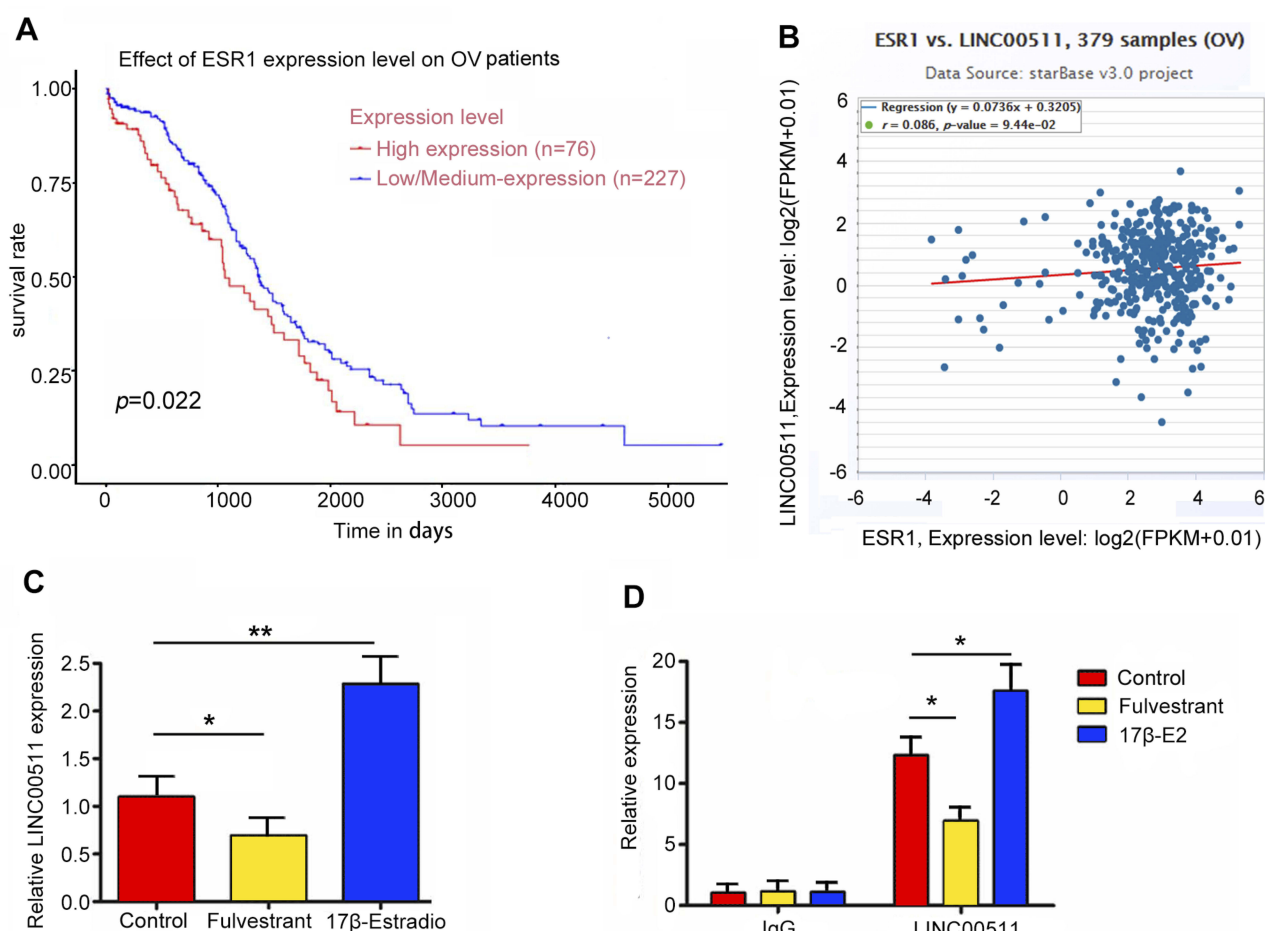 A
Effect of ESR1 expression level on OV patients
1.00
0.75
0.50
0.25
0.00
survival rate
Expression level
High expression (n=76)
Low/Medium-expression (n=227)
p=0.022
0 1000 2000 3000 4000 5000
Time in days
B
ESR1 vs. LINC00511, 379 samples (OV)
Data Source: starBase v3.0 project
Regression (y = 0.0736x + 0.3205)
r = 0.086, p-value = 9.44e-02
LINC00511,Expression level: log2(FPKM+0.01)
6
4
2
0
-2
-4
-6
-6 -4 -2 0 2 4 6
ESR1, Expression level: log2(FPKM+0.01)
C
Relative LINC00511 expression
2.5
2.0
1.5
1.0
0.5
0.0
**
*
Control Fulvestrant 17β-Estradio
D
Relative expression
20
15
10
5
0
*
*
IgG LINC00511
Control
Fulvestrant
17β-E2